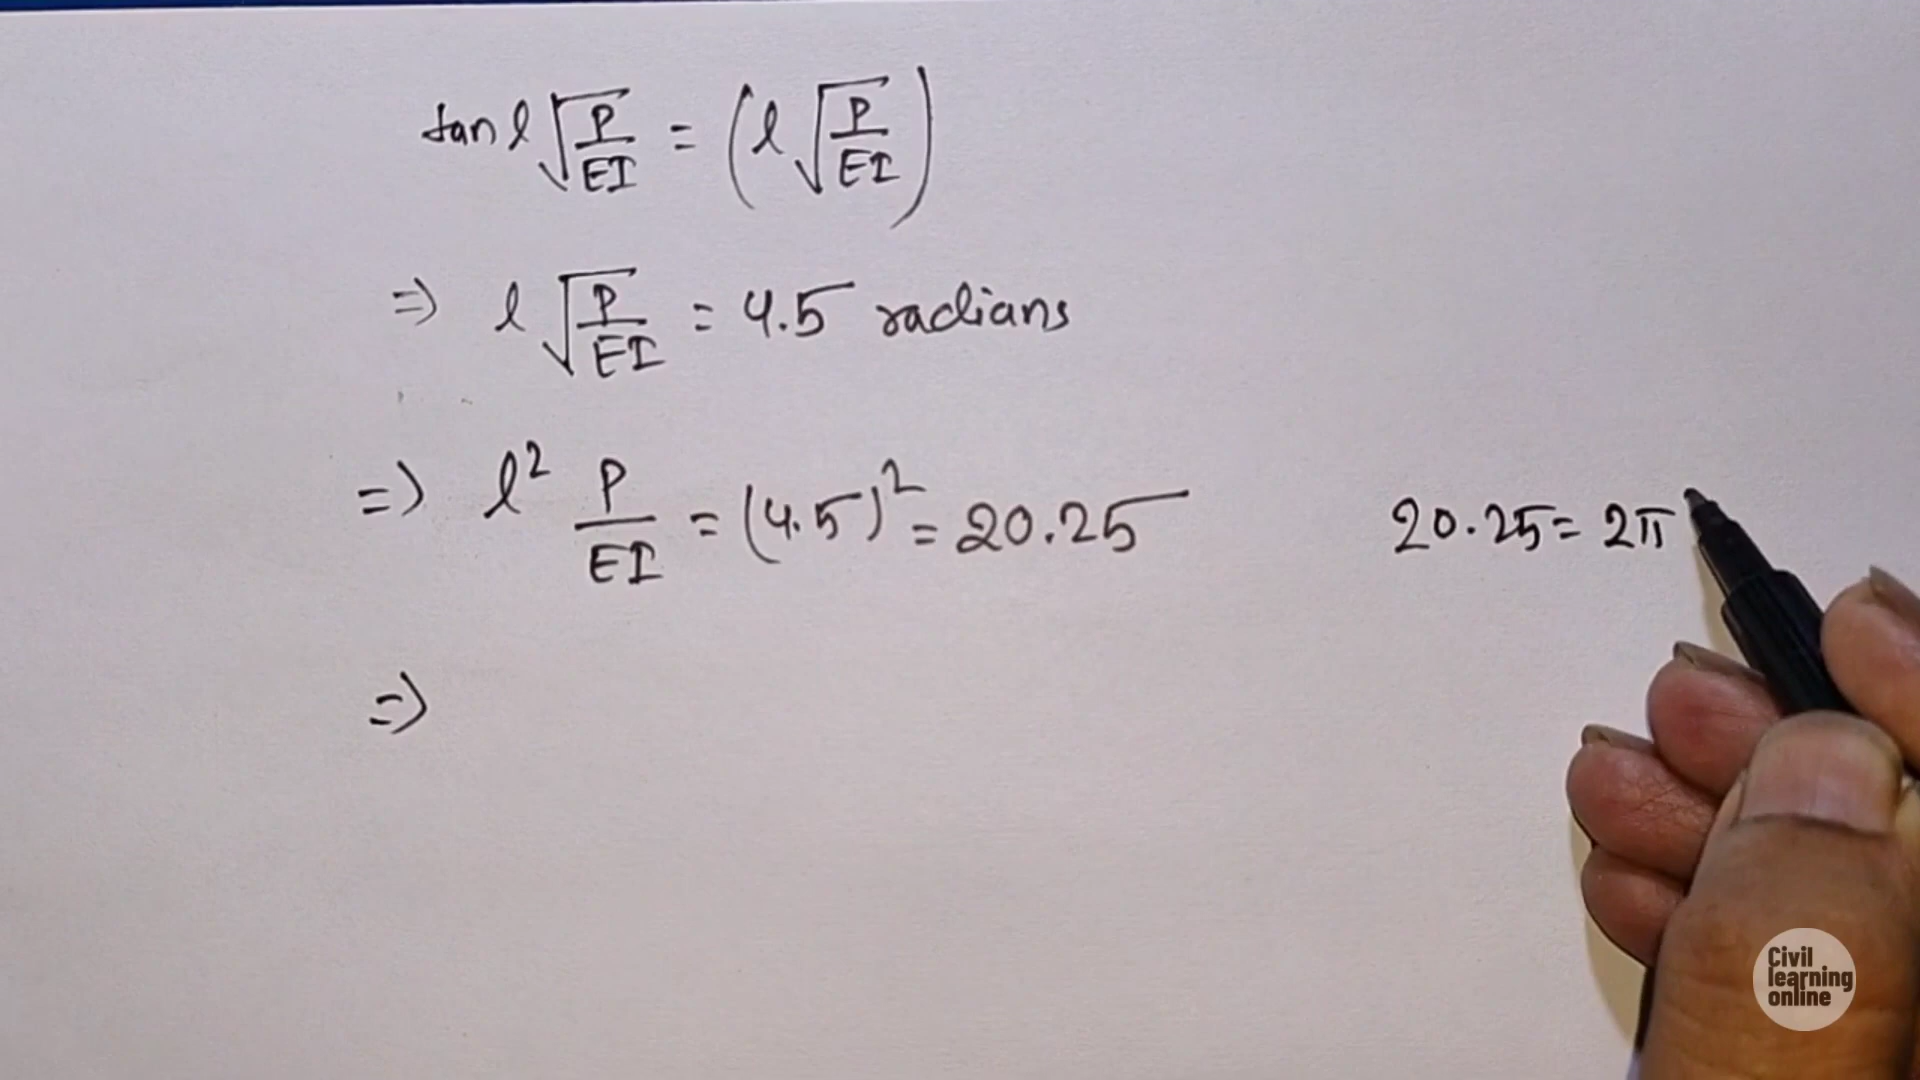 tan l √(P/EI) = (l √(P/EI))
⇒ l √(P/EI) = 4.5 radians
⇒ l² P/EI = (4.5)² = 20.25
20.25 = 2π
⇒
Civil
learning
online